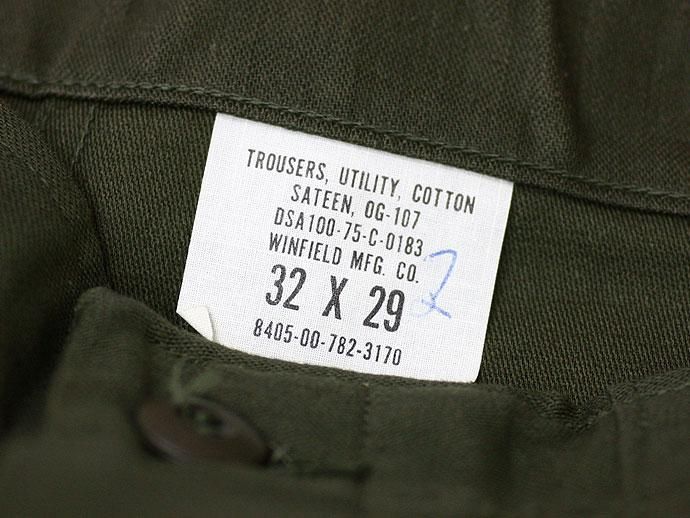 TROUSERS, UTILITY, COTTON
SATEEN, OG-107
DSA100-75-C-0183
WINFIELD MFG. CO.
32 X 29
8405-00-782-3170